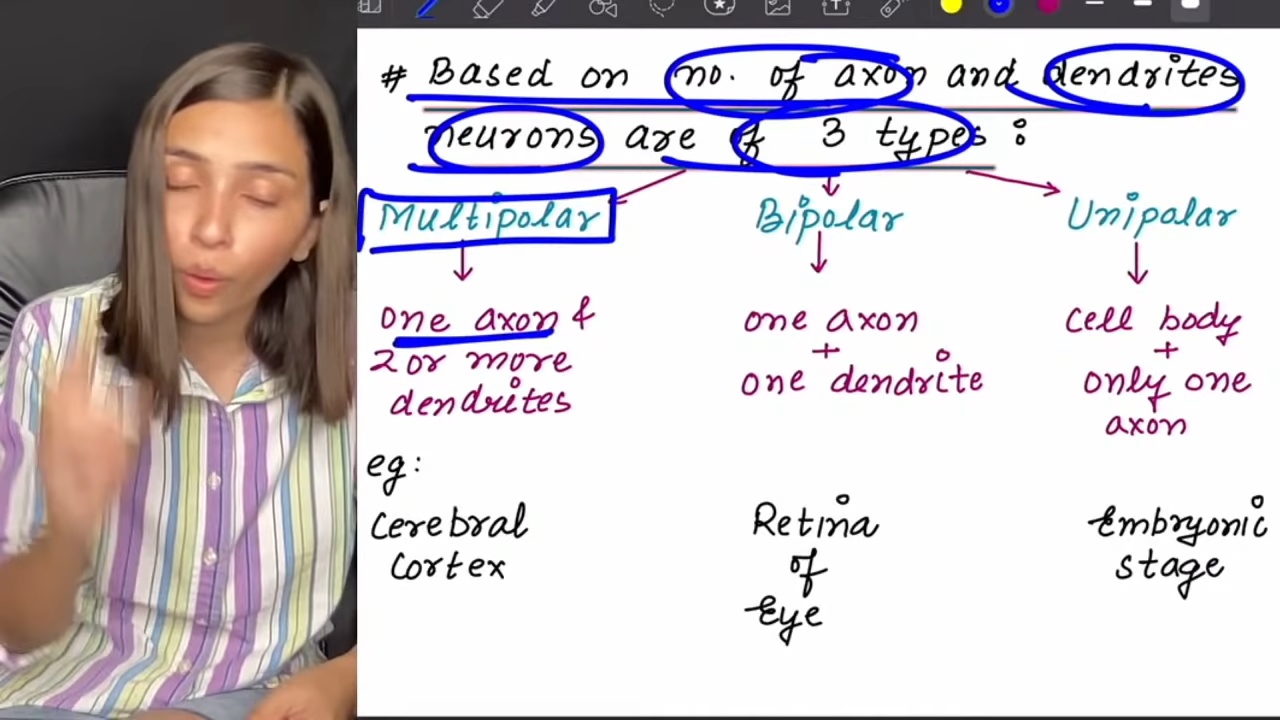 # Based on no. of axon and dendrites
neurons are of 3 types :
Multipolar
Bipolar
Unipolar
one axon &
2 or more
dendrites
one axon
+
one dendrite
cell body
+
only one
axon
eg:
Cerebral
Cortex
Retina
of
Eye
Embryonic
stage